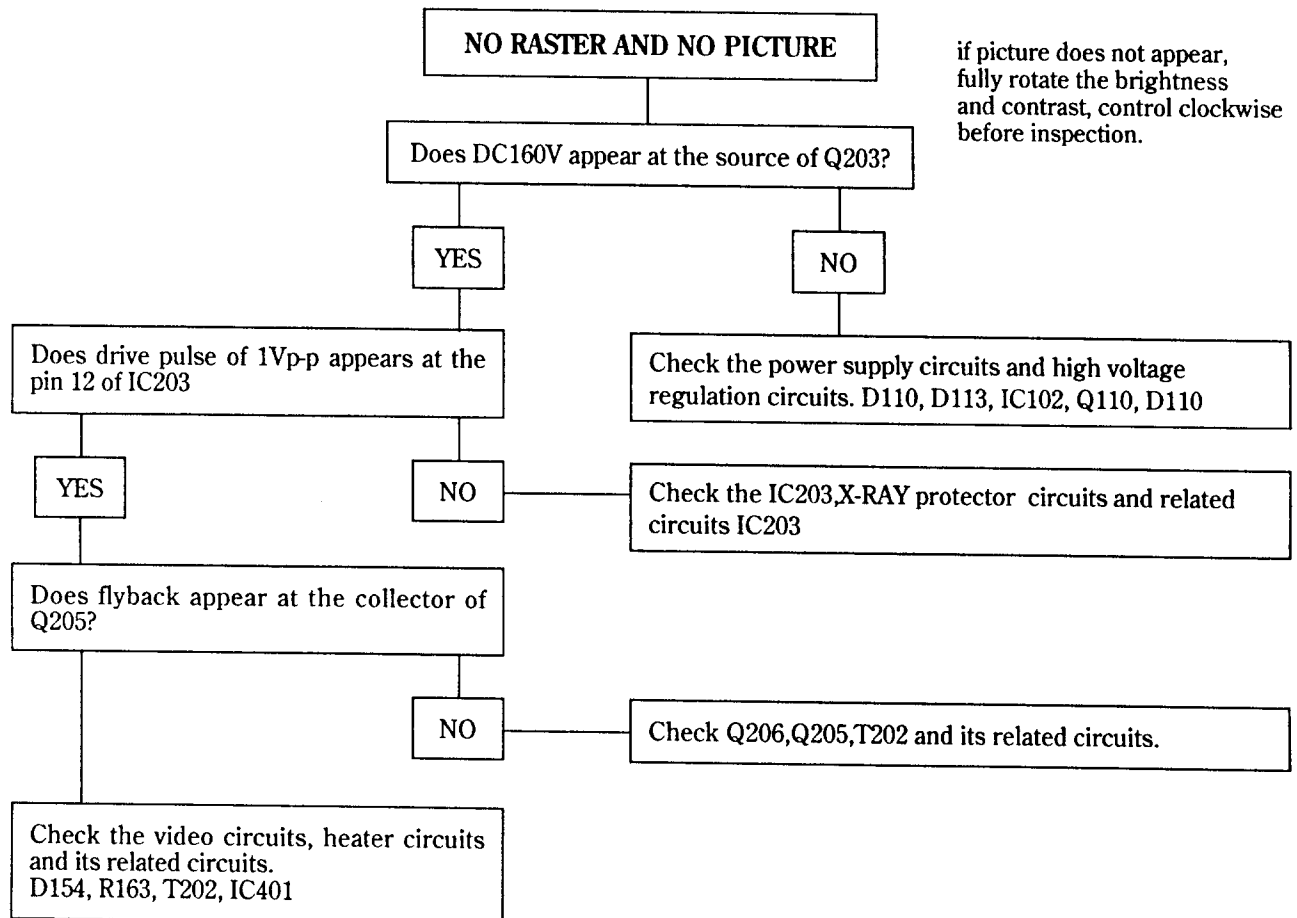 NO RASTER AND NO PICTURE
if picture does not appear,
fully rotate the brightness
and contrast, control clockwise
before inspection.
Does DC160V appear at the source of Q203?
YES
NO
Does drive pulse of 1Vp-p appears at the
pin 12 of IC203
Check the power supply circuits and high voltage
regulation circuits. D110, D113, IC102, Q110, D110
YES
NO
Check the IC203,X-RAY protector circuits and related
circuits IC203
Does flyback appear at the collector of
Q205?
NO
Check Q206,Q205,T202 and its related circuits.
Check the video circuits, heater circuits
and its related circuits.
D154, R163, T202, IC401